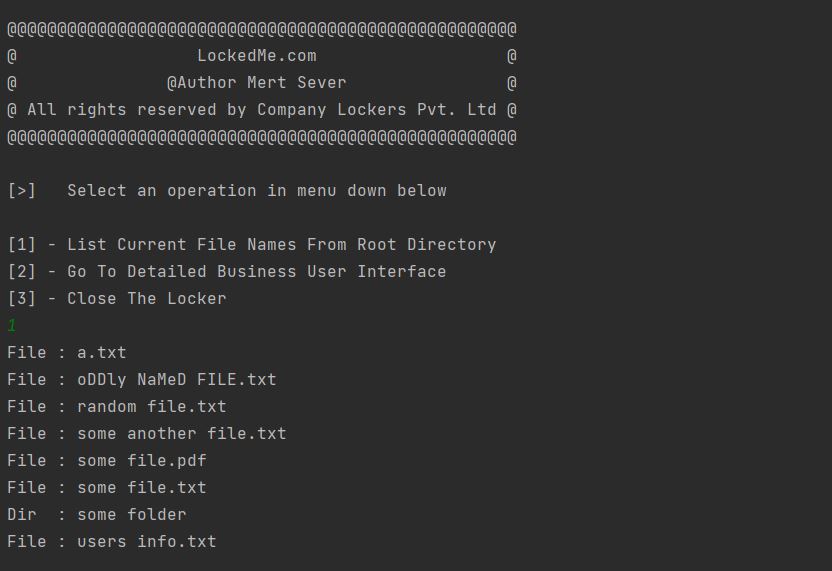 @@@@@@@@@@@@@@@@@@@@@@@@@@@@@@@@@@@@@@@@@@@@@@@@@@@
@                  LockedMe.com                   @
@               @Author Mert Sever                @
@ All rights reserved by Company Lockers Pvt. Ltd @
@@@@@@@@@@@@@@@@@@@@@@@@@@@@@@@@@@@@@@@@@@@@@@@@@@@
[>]   Select an operation in menu down below
[1] - List Current File Names From Root Directory
[2] - Go To Detailed Business User Interface
[3] - Close The Locker
1
File : a.txt
File : oDDly NaMeD FILE.txt
File : random file.txt
File : some another file.txt
File : some file.pdf
File : some file.txt
Dir  : some folder
File : users info.txt